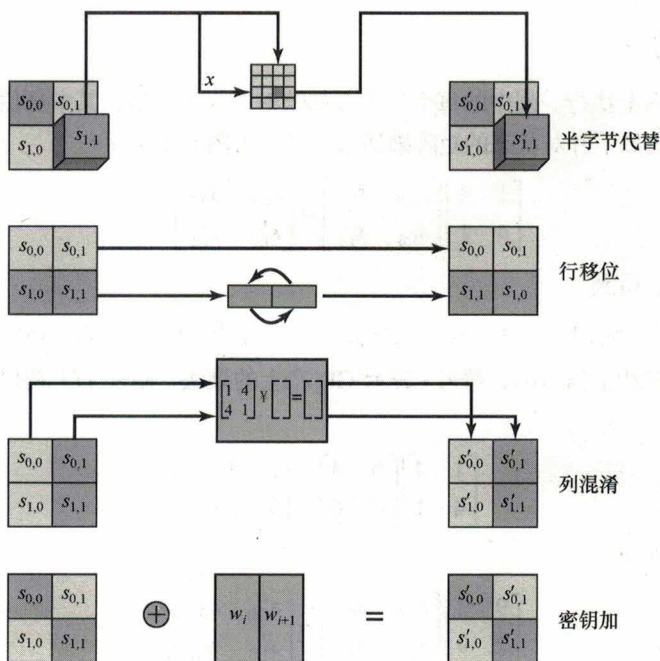 x
s₀,₀ s₀,₁ s′₀,₀ s′₀,₁
s₁,₀ s₁,₁ s′₁,₀ s′₁,₁ 半字节代替
s₀,₀ s₀,₁ s₀,₀ s₀,₁
行移位
s₁,₀ s₁,₁ s₁,₁ s₁,₀
[1 4
4 1] ¥ [ ] = [ ]
s₀,₀ s₀,₁ s′₀,₀ s′₀,₁
列混淆
s₁,₀ s₁,₁ s′₁,₀ s′₁,₁
s₀,₀ s₀,₁ s′₀,₀ s′₀,₁
⊕ wᵢ wᵢ₊₁ = 密钥加
s₁,₀ s₁,₁ s′₁,₀ s′₁,₁